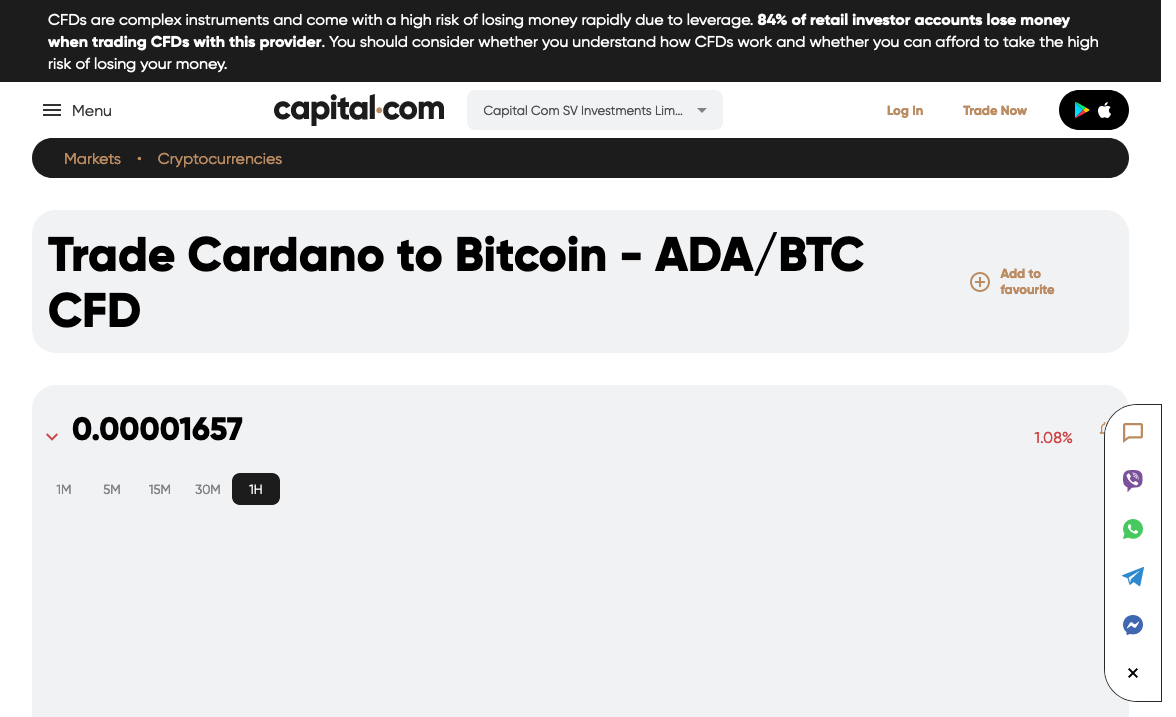 CFDs are complex instruments and come with a high risk of losing money rapidly due to leverage. 84% of retail investor accounts lose money
when trading CFDs with this provider. You should consider whether you understand how CFDs work and whether you can afford to take the high
risk of losing your money.
Menu
capital.com
Capital Com SV Investments Lim...
Log In
Trade Now
Markets
Cryptocurrencies
Trade Cardano to Bitcoin - ADA/BTC
CFD
Add to
favourite
0.00001657
1.08%
1M
5M
15M
30M
1H